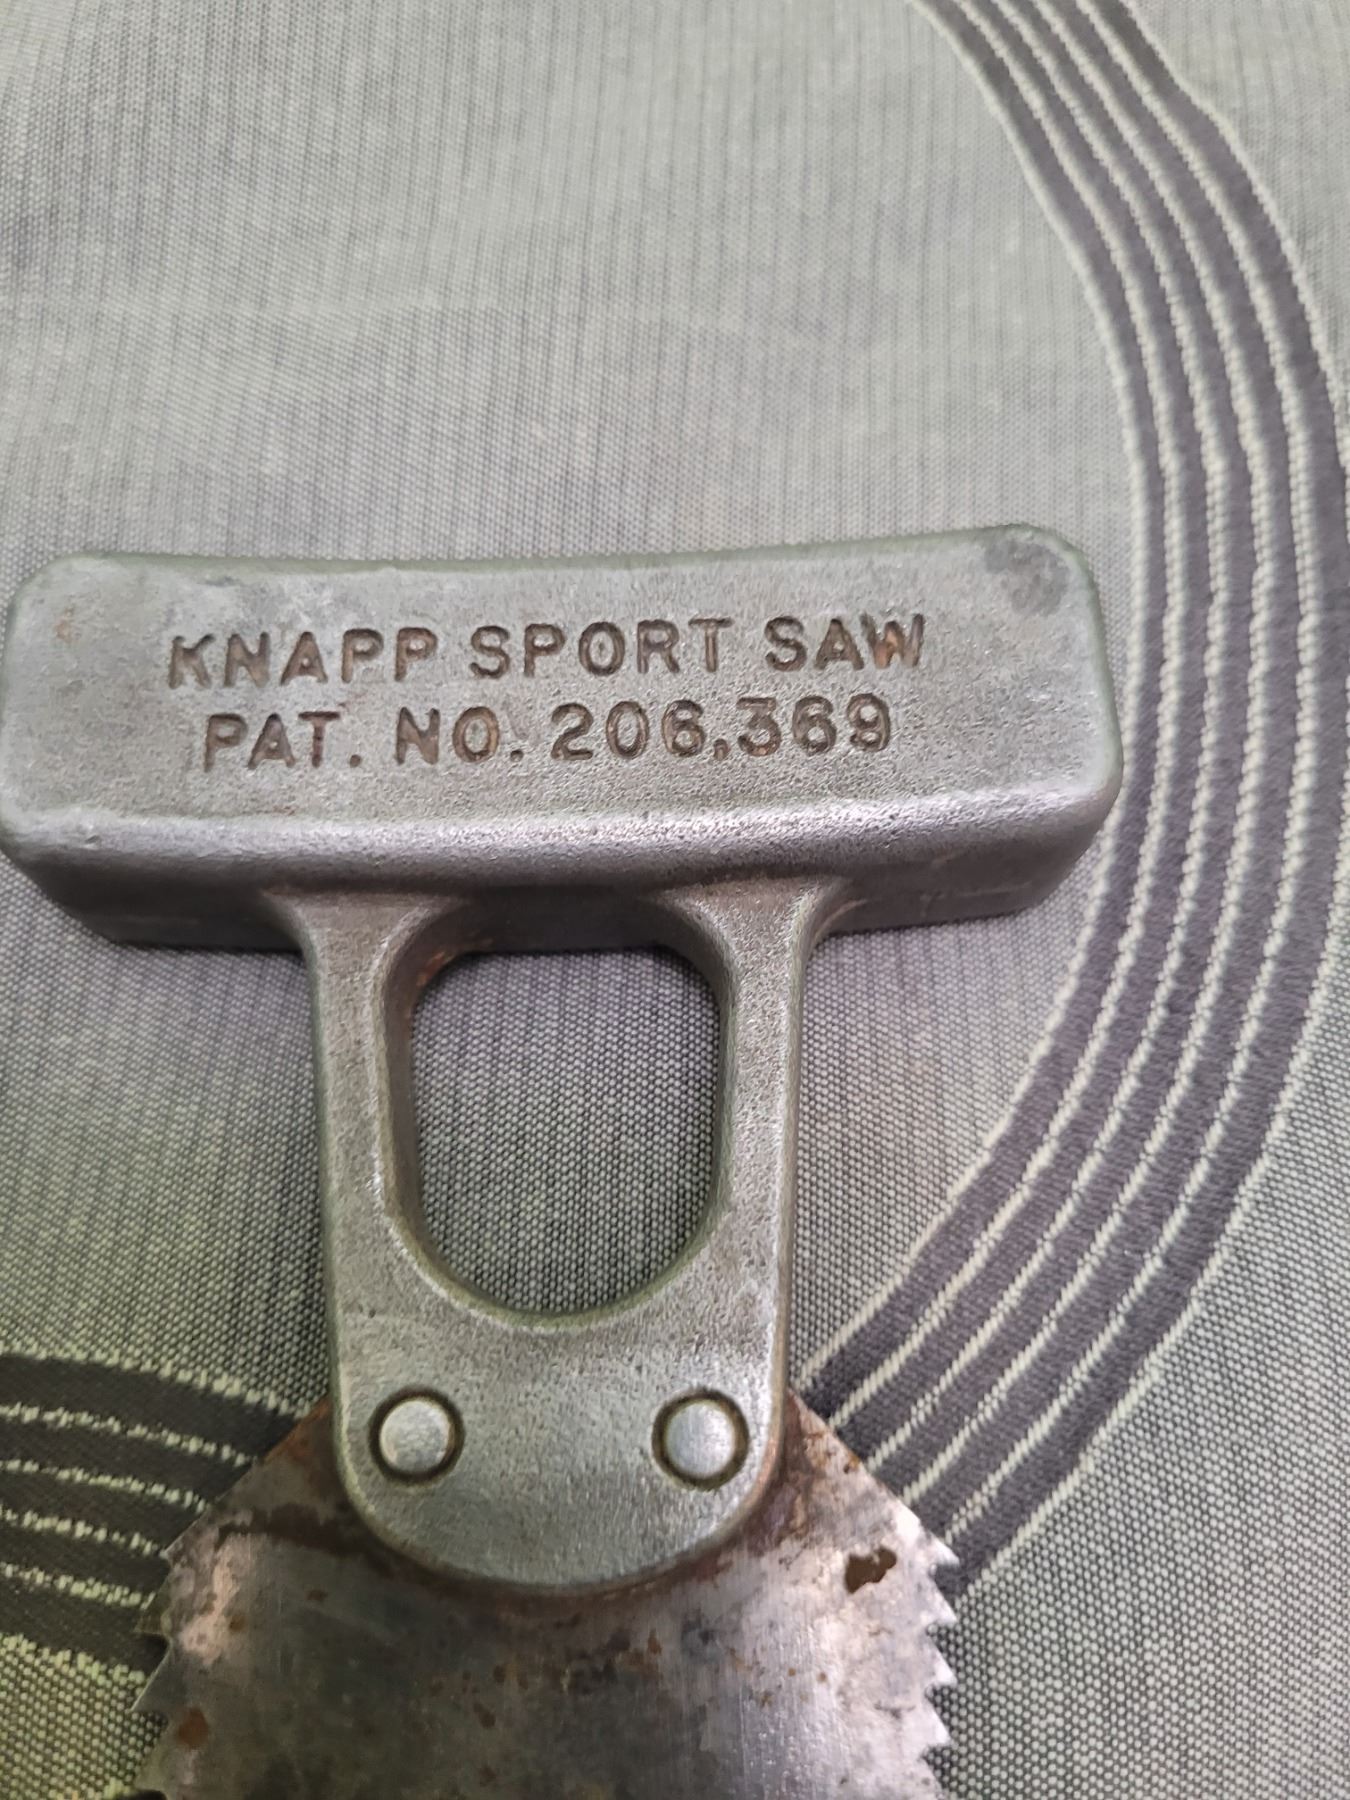 KNAPP SPORT SAW
PAT. NO. 206,369